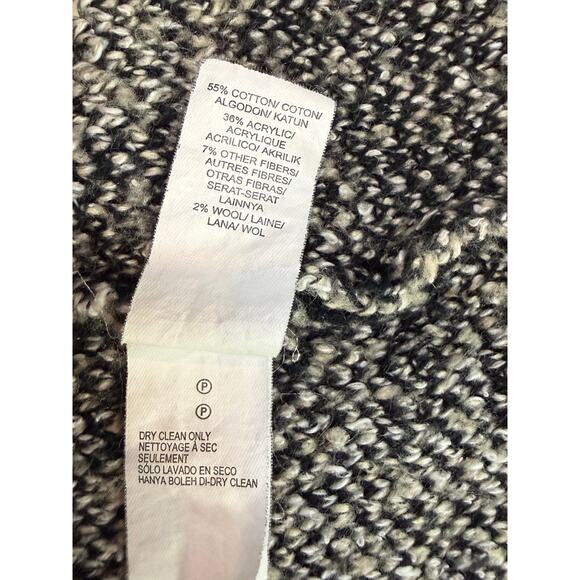 55% COTTON/ COTON/
ALGODON/ KATUN
36% ACRYLIC/
ACRYLIQUE
ACRILICO/ AKRILIK
7% OTHER FIBERS/
AUTRES FIBRES/
OTRAS FIBRAS/
SERAT-SERAT
LAINNYA
2% WOOL/ LAINE/
LANA/ WOL
P
P
DRY CLEAN ONLY
NETTOYAGE À SEC
SEULEMENT
SÓLO LAVADO EN SECO
HANYA BOLEH DI-DRY CLEAN